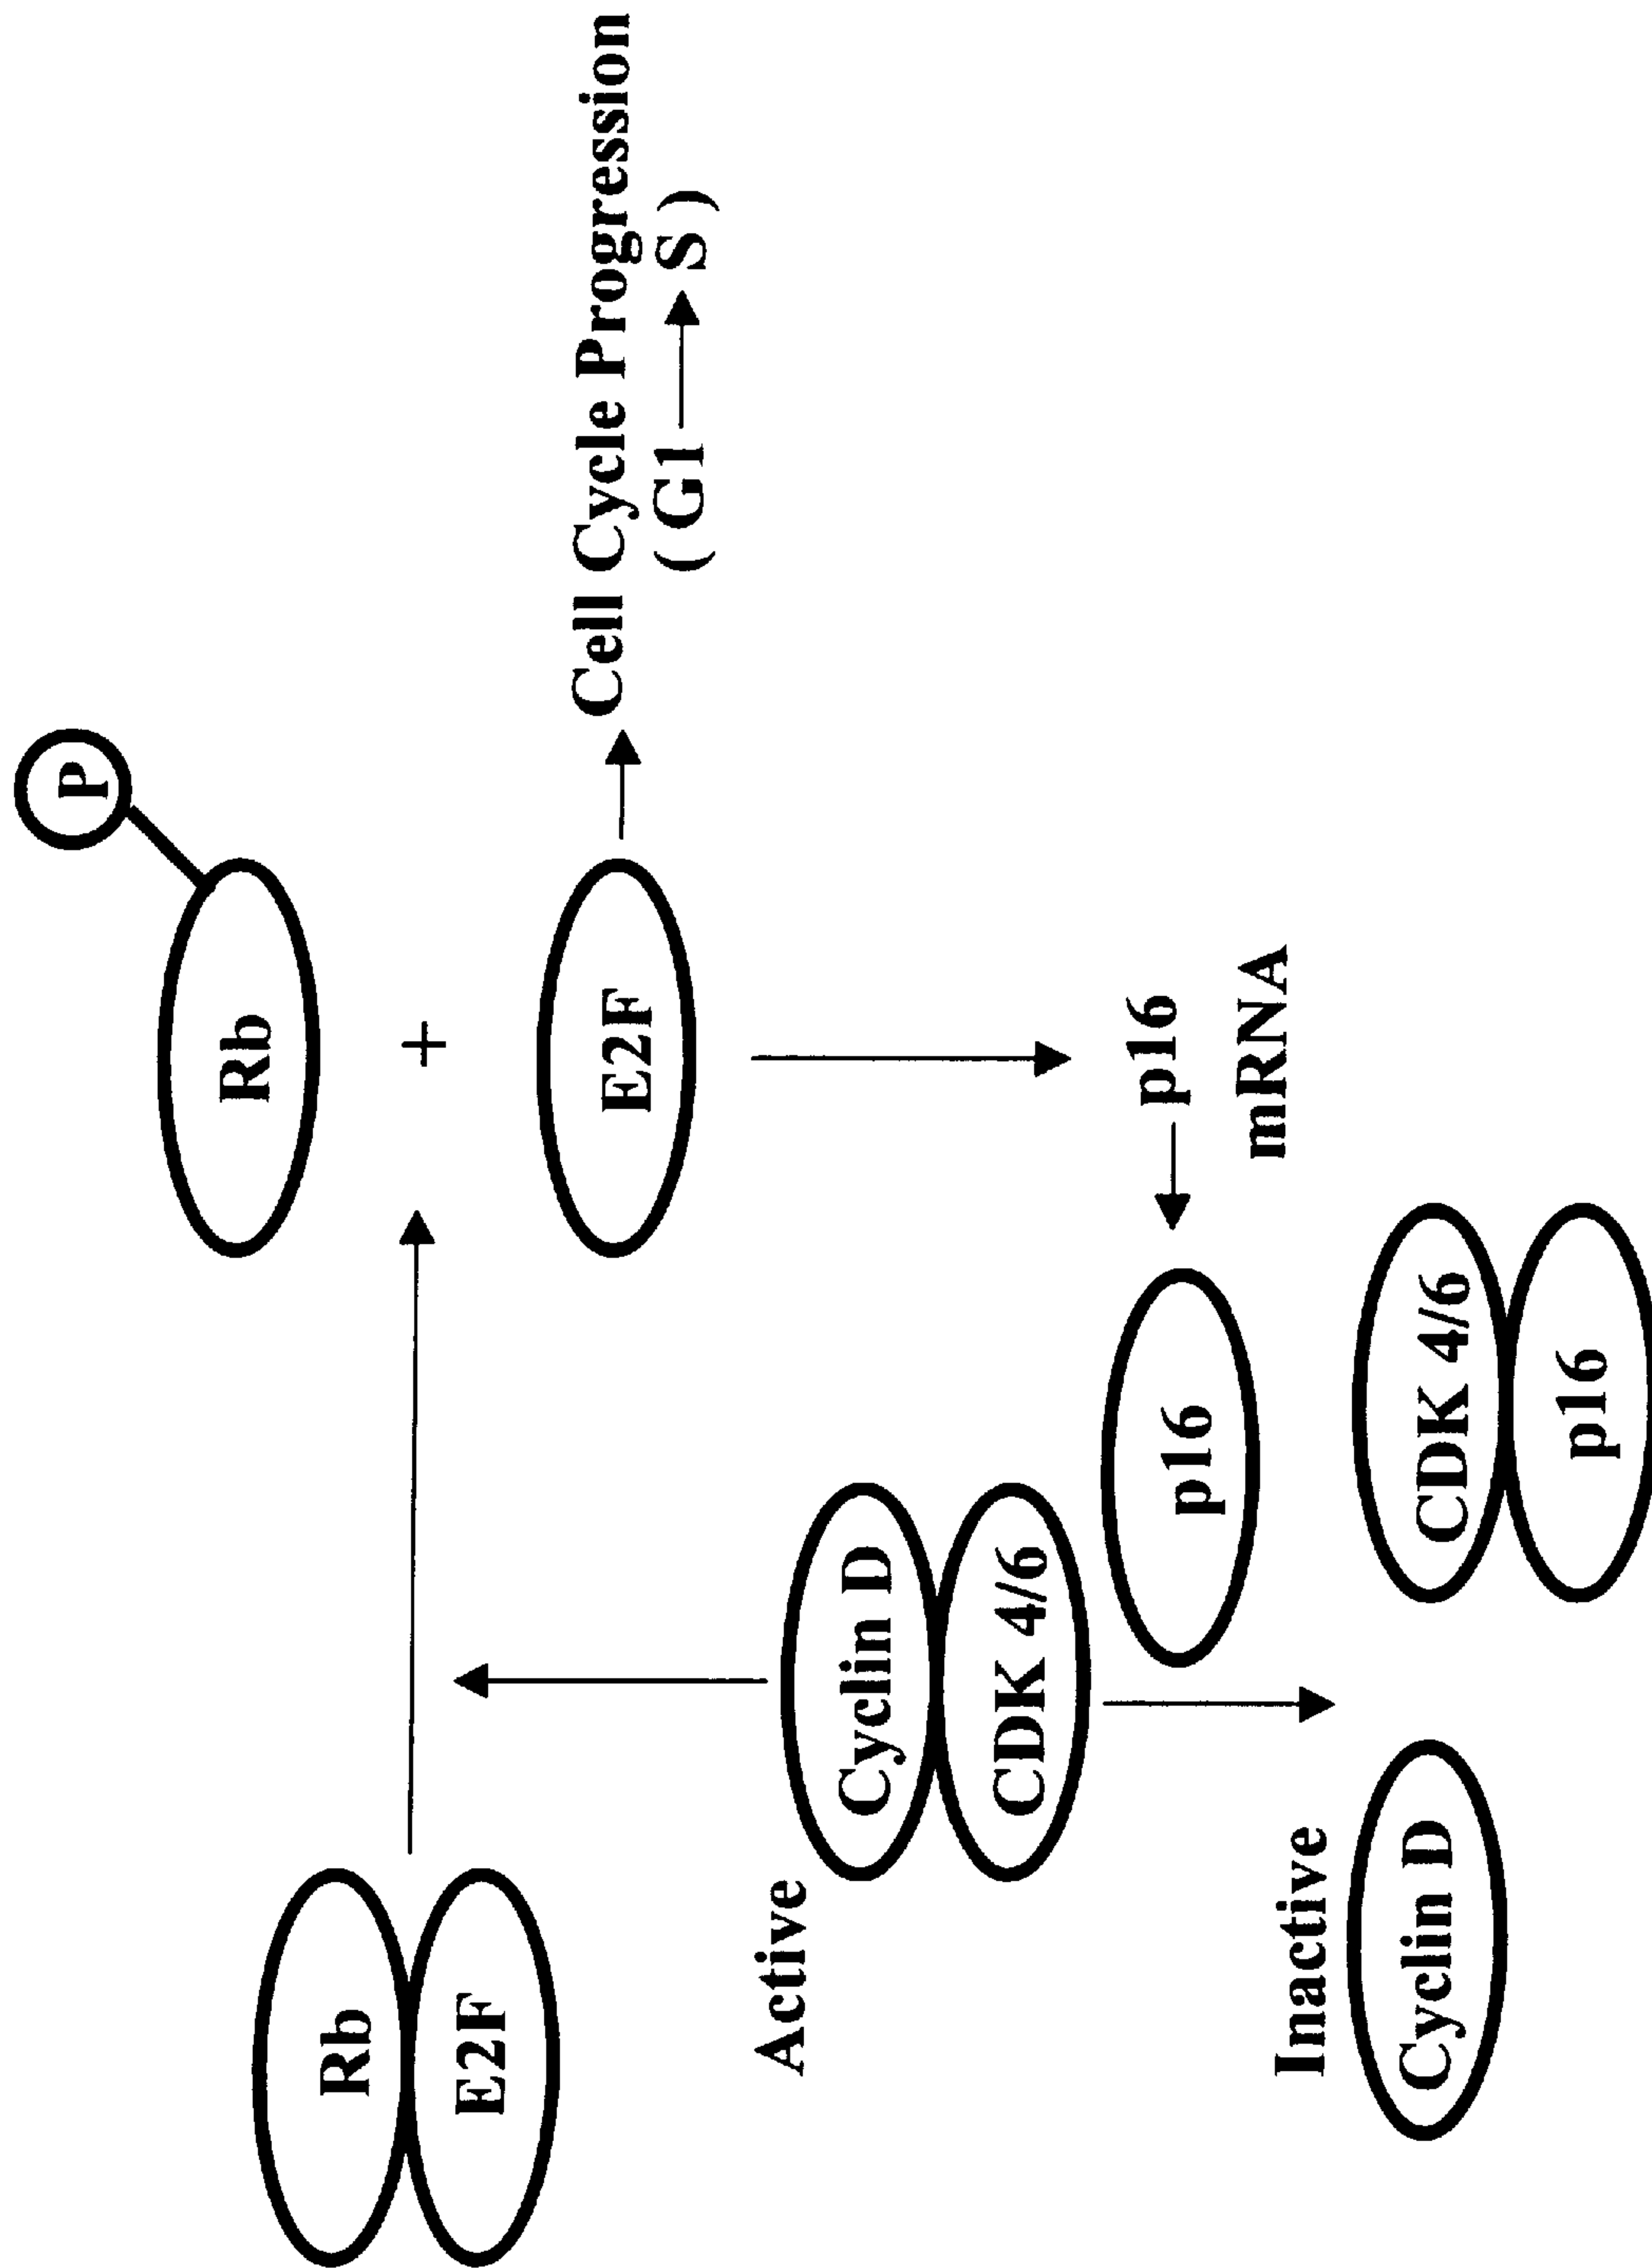 P
Rb
Rb
+
E2F
E2F
Cell Cycle Progression
( G1 → S )
Active
Cyclin D
CDK 4//6
p16
mRNA
p16
Inactive
Cyclin D
CDK 4//6
p16